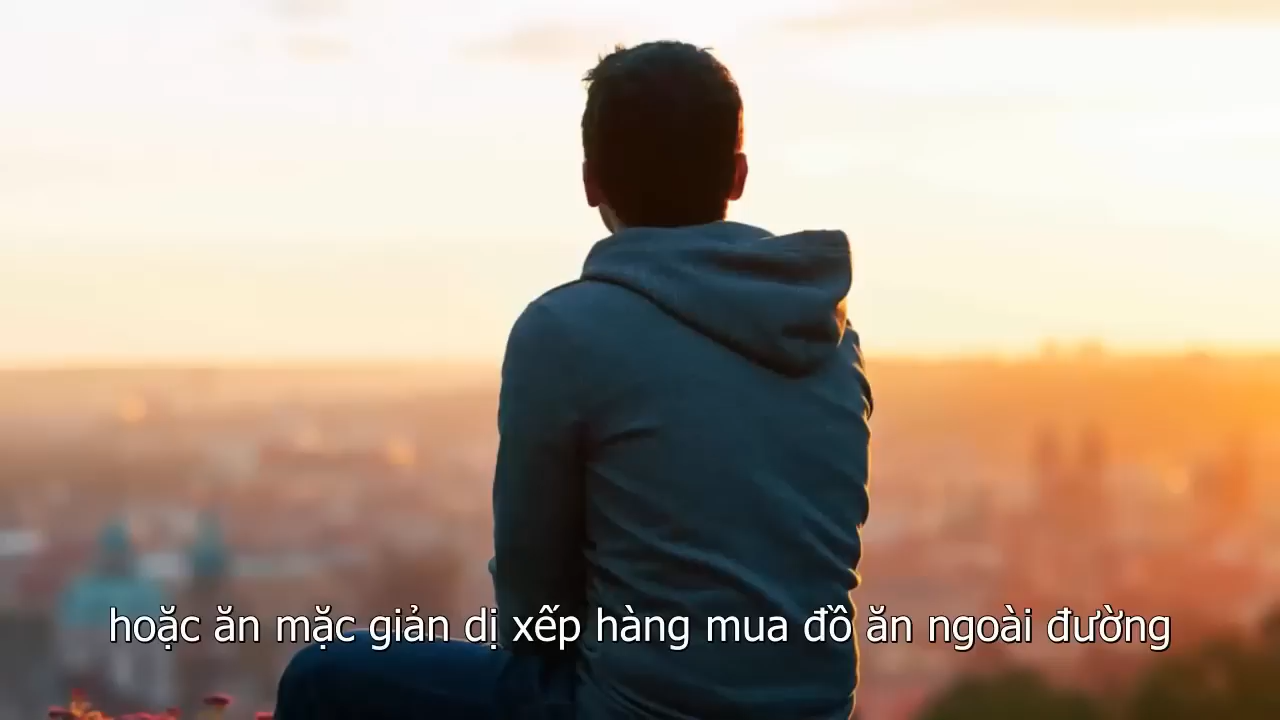 hoặc ăn mặc giản dị xếp hàng mua đồ ăn ngoài đường